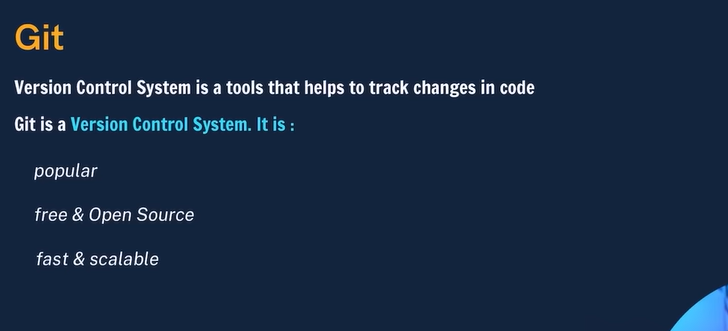 Git
Version Control System is a tools that helps to track changes in code
Git is a Version Control System. It is :
popular
free & Open Source
fast & scalable